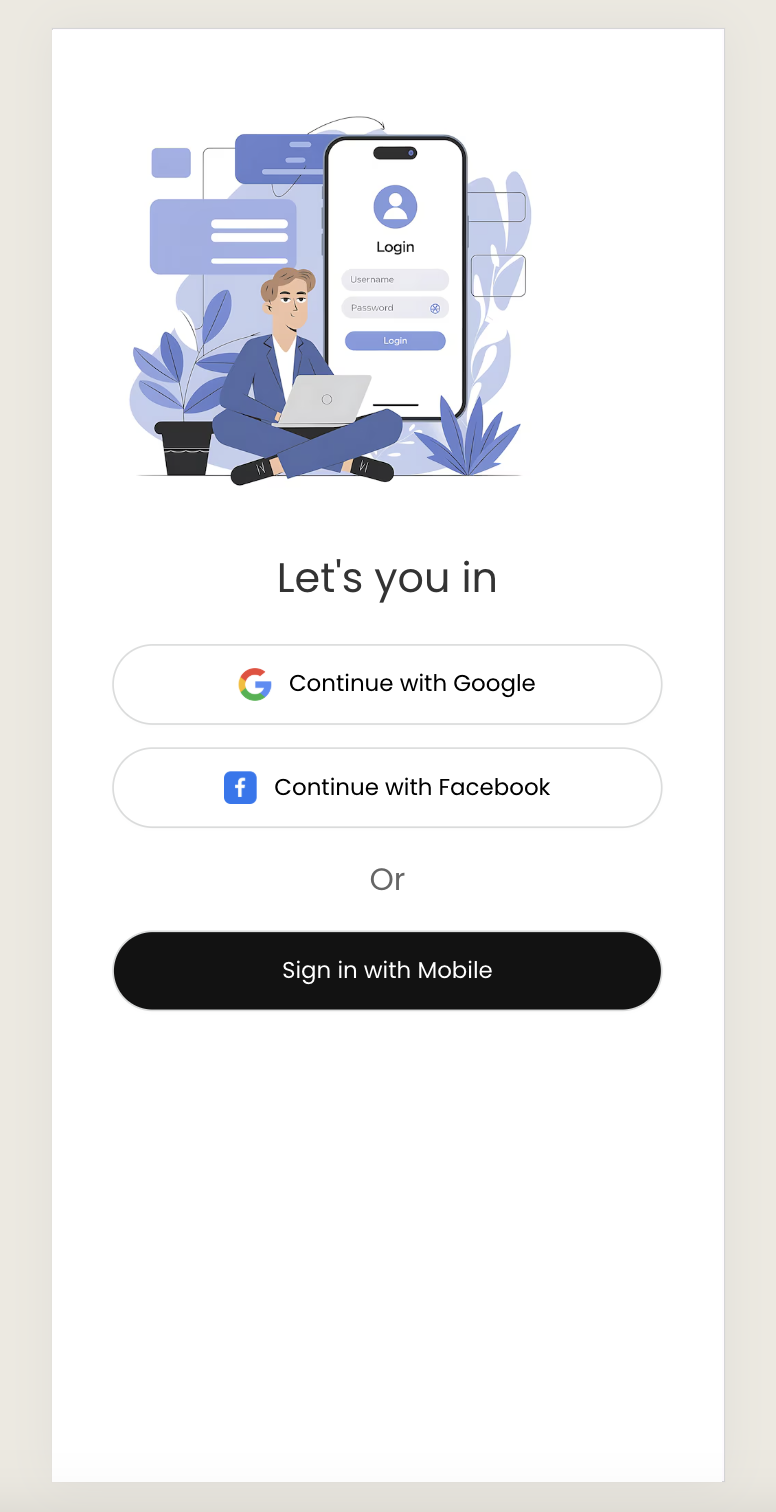 Login
Username
Password
Login
Let's you in
Continue with Google
Continue with Facebook
Or
Sign in with Mobile